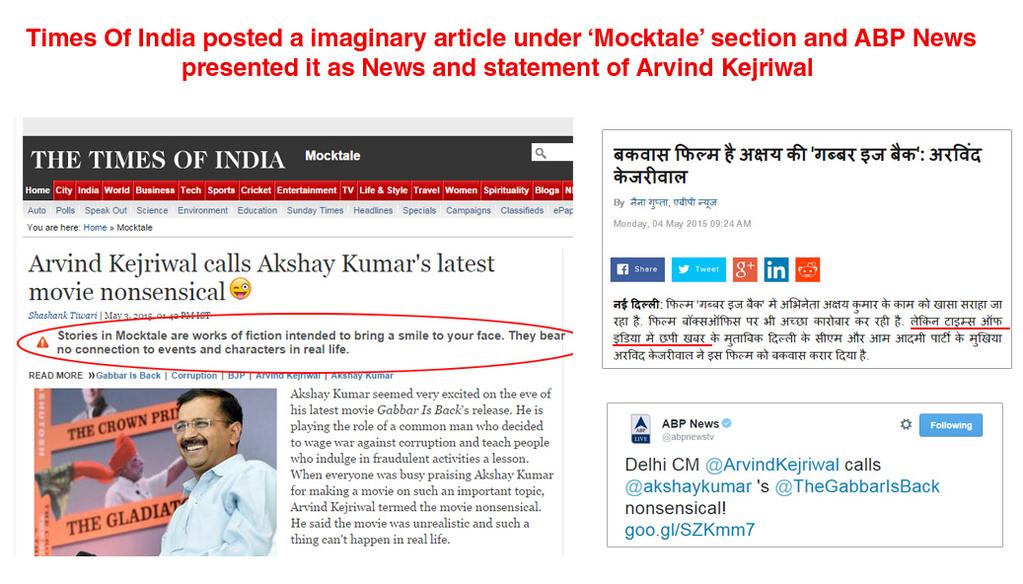 Times Of India posted a imaginary article under ‘Mocktale’ section and ABP News
presented it as News and statement of Arvind Kejriwal
THE TIMES OF INDIA Mocktale
Home City India World Business Tech Sports Cricket Entertainment TV Life & Style Travel Women Spirituality Blogs
Auto Polls Speak Out Science Environment Education Sunday Times Headlines Specials Campaigns Classifieds ePap
You are here: Home » Mocktale
Arvind Kejriwal calls Akshay Kumar's latest
movie nonsensical
Shashank Tiwari | May 3, 2015, 01:42 PM IST
Stories in Mocktale are works of fiction intended to bring a smile to your face. They bear
no connection to events and characters in real life.
READ MORE »Gabbar Is Back | Corruption | BJP | Arvind Kejriwal | Akshay Kumar
SHUTOSH
THE CROWN PRI
THE GLADIAT
Akshay Kumar seemed very excited on the eve of
his latest movie Gabbar Is Back's release. He is
playing the role of a common man who decided
to wage war against corruption and teach people
who indulge in fraudulent activities a lesson.
When everyone was busy praising Akshay Kumar
for making a movie on such an important topic,
Arvind Kejriwal termed the movie nonsensical.
He said the movie was unrealistic and such a
thing can't happen in real life.
बकवास फिल्म है अक्षय की 'गब्बर इज बैक': अरविंद
केजरीवाल
By नैना गुप्ता, एबीपी न्यूज
Monday, 04 May 2015 09:24 AM
f Share Tweet g+ in
नई दिल्ली: फिल्म 'गब्बर इज बैक' मे अभिनेता अक्षय कुमार के काम को खासा सराहा जा
रहा है. फिल्म बॉक्सऑफिस पर भी अच्छा कारोबार कर रही है. लेकिन टाइम्स ऑफ
इंडिया मे छपी खबर के मुताबिक दिल्ली के सीएम और आम आदमी पार्टी के मुखिया
अरविंद केजरीवाल ने इस फिल्म को बकवास करार दिया है.
ABP LIVE
ABP News
@abpnewstv
Following
Delhi CM @ArvindKejriwal calls
@akshaykumar 's @TheGabbarIsBack
nonsensical!
goo.gl/SZKmm7